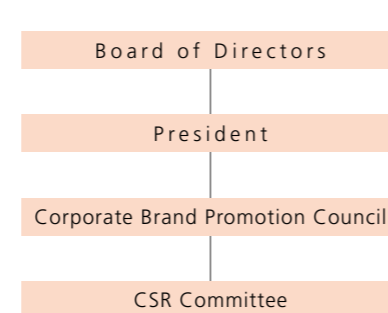 Board of Directors
President
Corporate Brand Promotion Council
CSR Committee